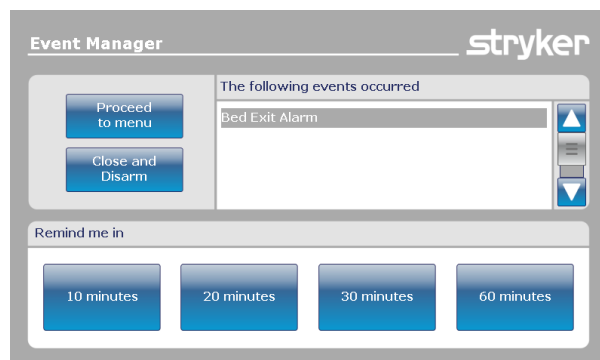 Event Manager
stryker
The following events occurred
Proceed
to menu
Bed Exit Alarm
Close and
Disarm
Remind me in
10 minutes
20 minutes
30 minutes
60 minutes